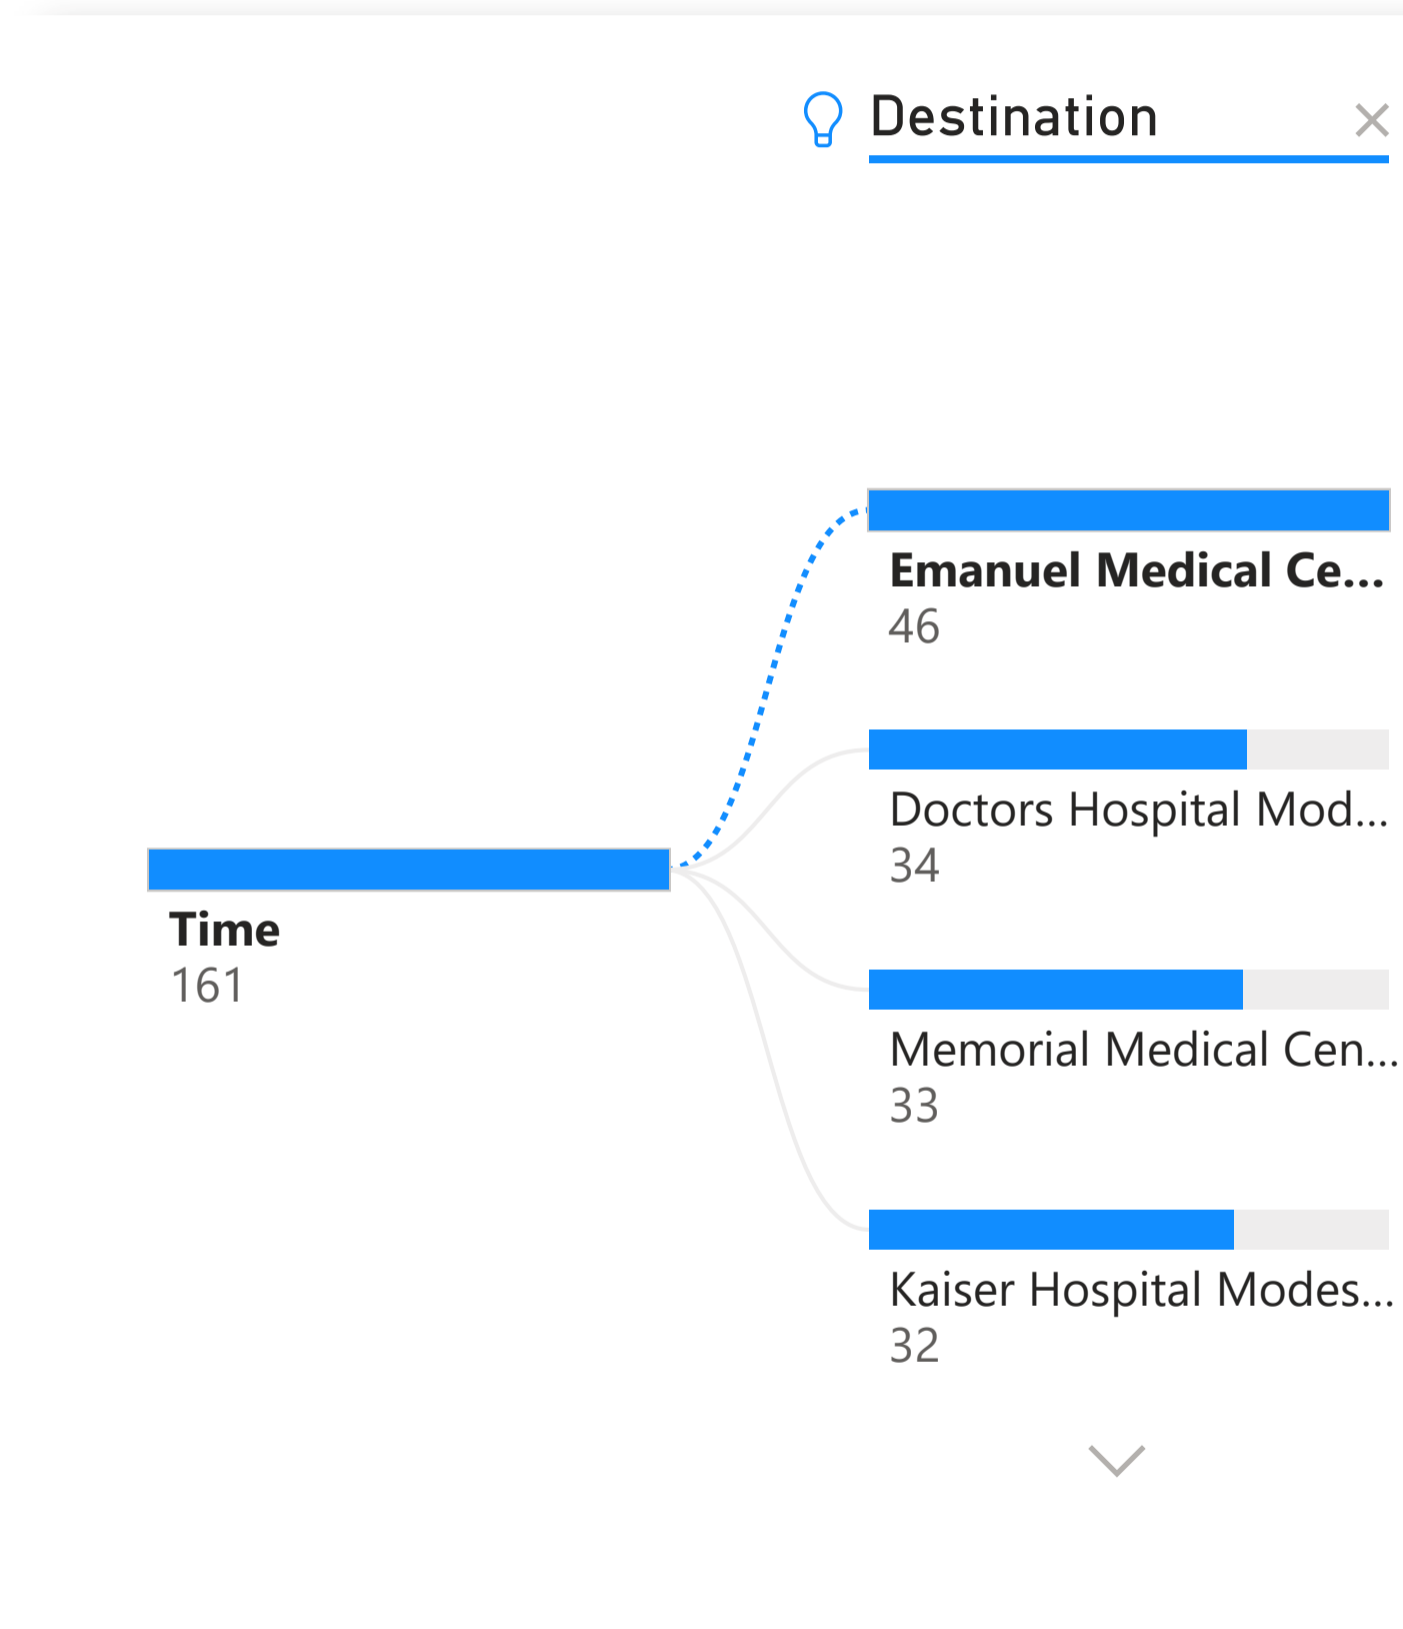 Destination
Emanuel Medical Ce...
46
Doctors Hospital Mod...
34
Time
161
Memorial Medical Cen...
33
Kaiser Hospital Modes...
32